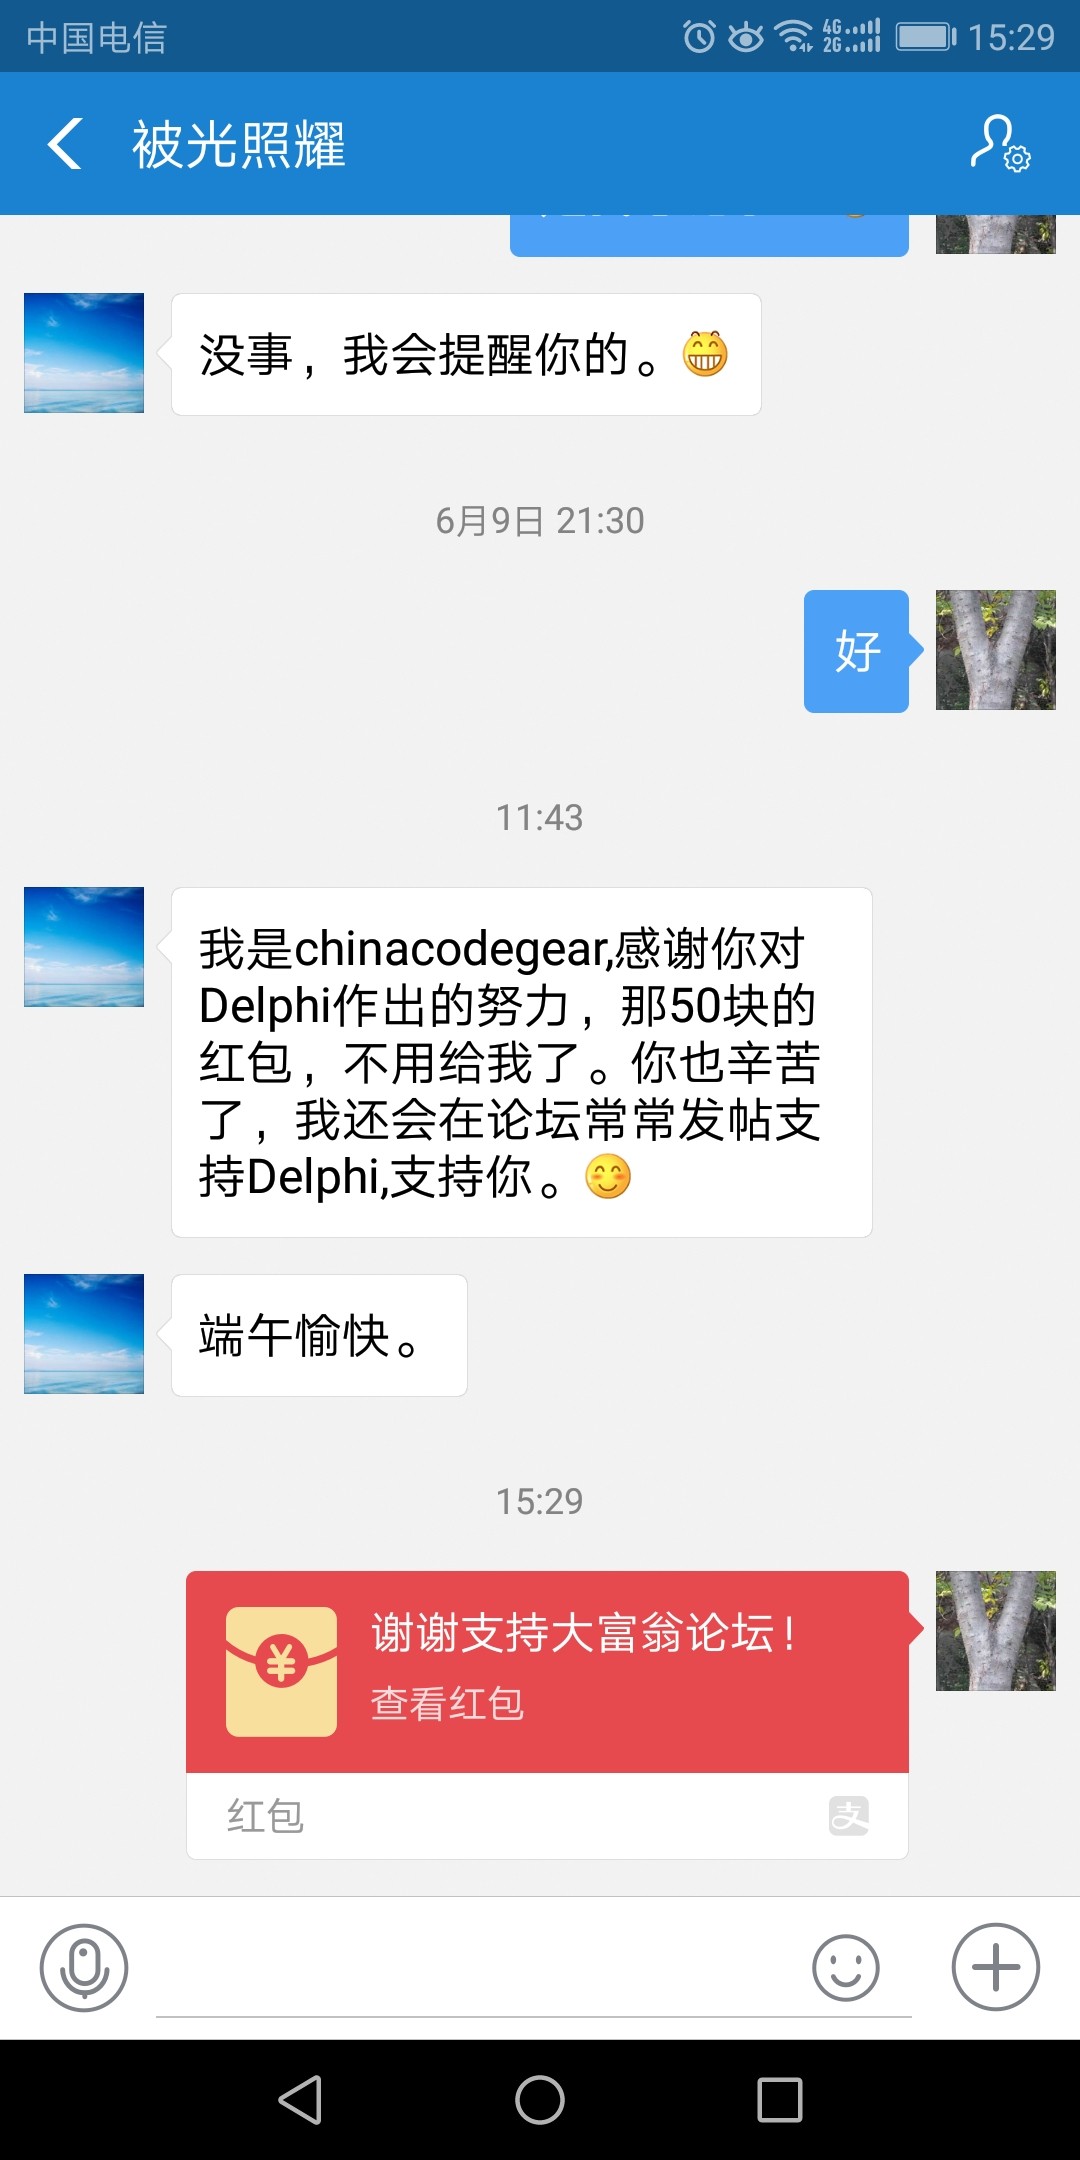 中国电信
4G
2G
15:29
被光照耀
没事，我会提醒你的。😁
6月9日 21:30
好
11:43
我是chinacodegear,感谢你对
Delphi作出的努力，那50块的
红包，不用给我了。你也辛苦
了，我还会在论坛常常发帖支
持Delphi,支持你。😊
端午愉快。
15:29
谢谢支持大富翁论坛！
查看红包
¥
红包
支